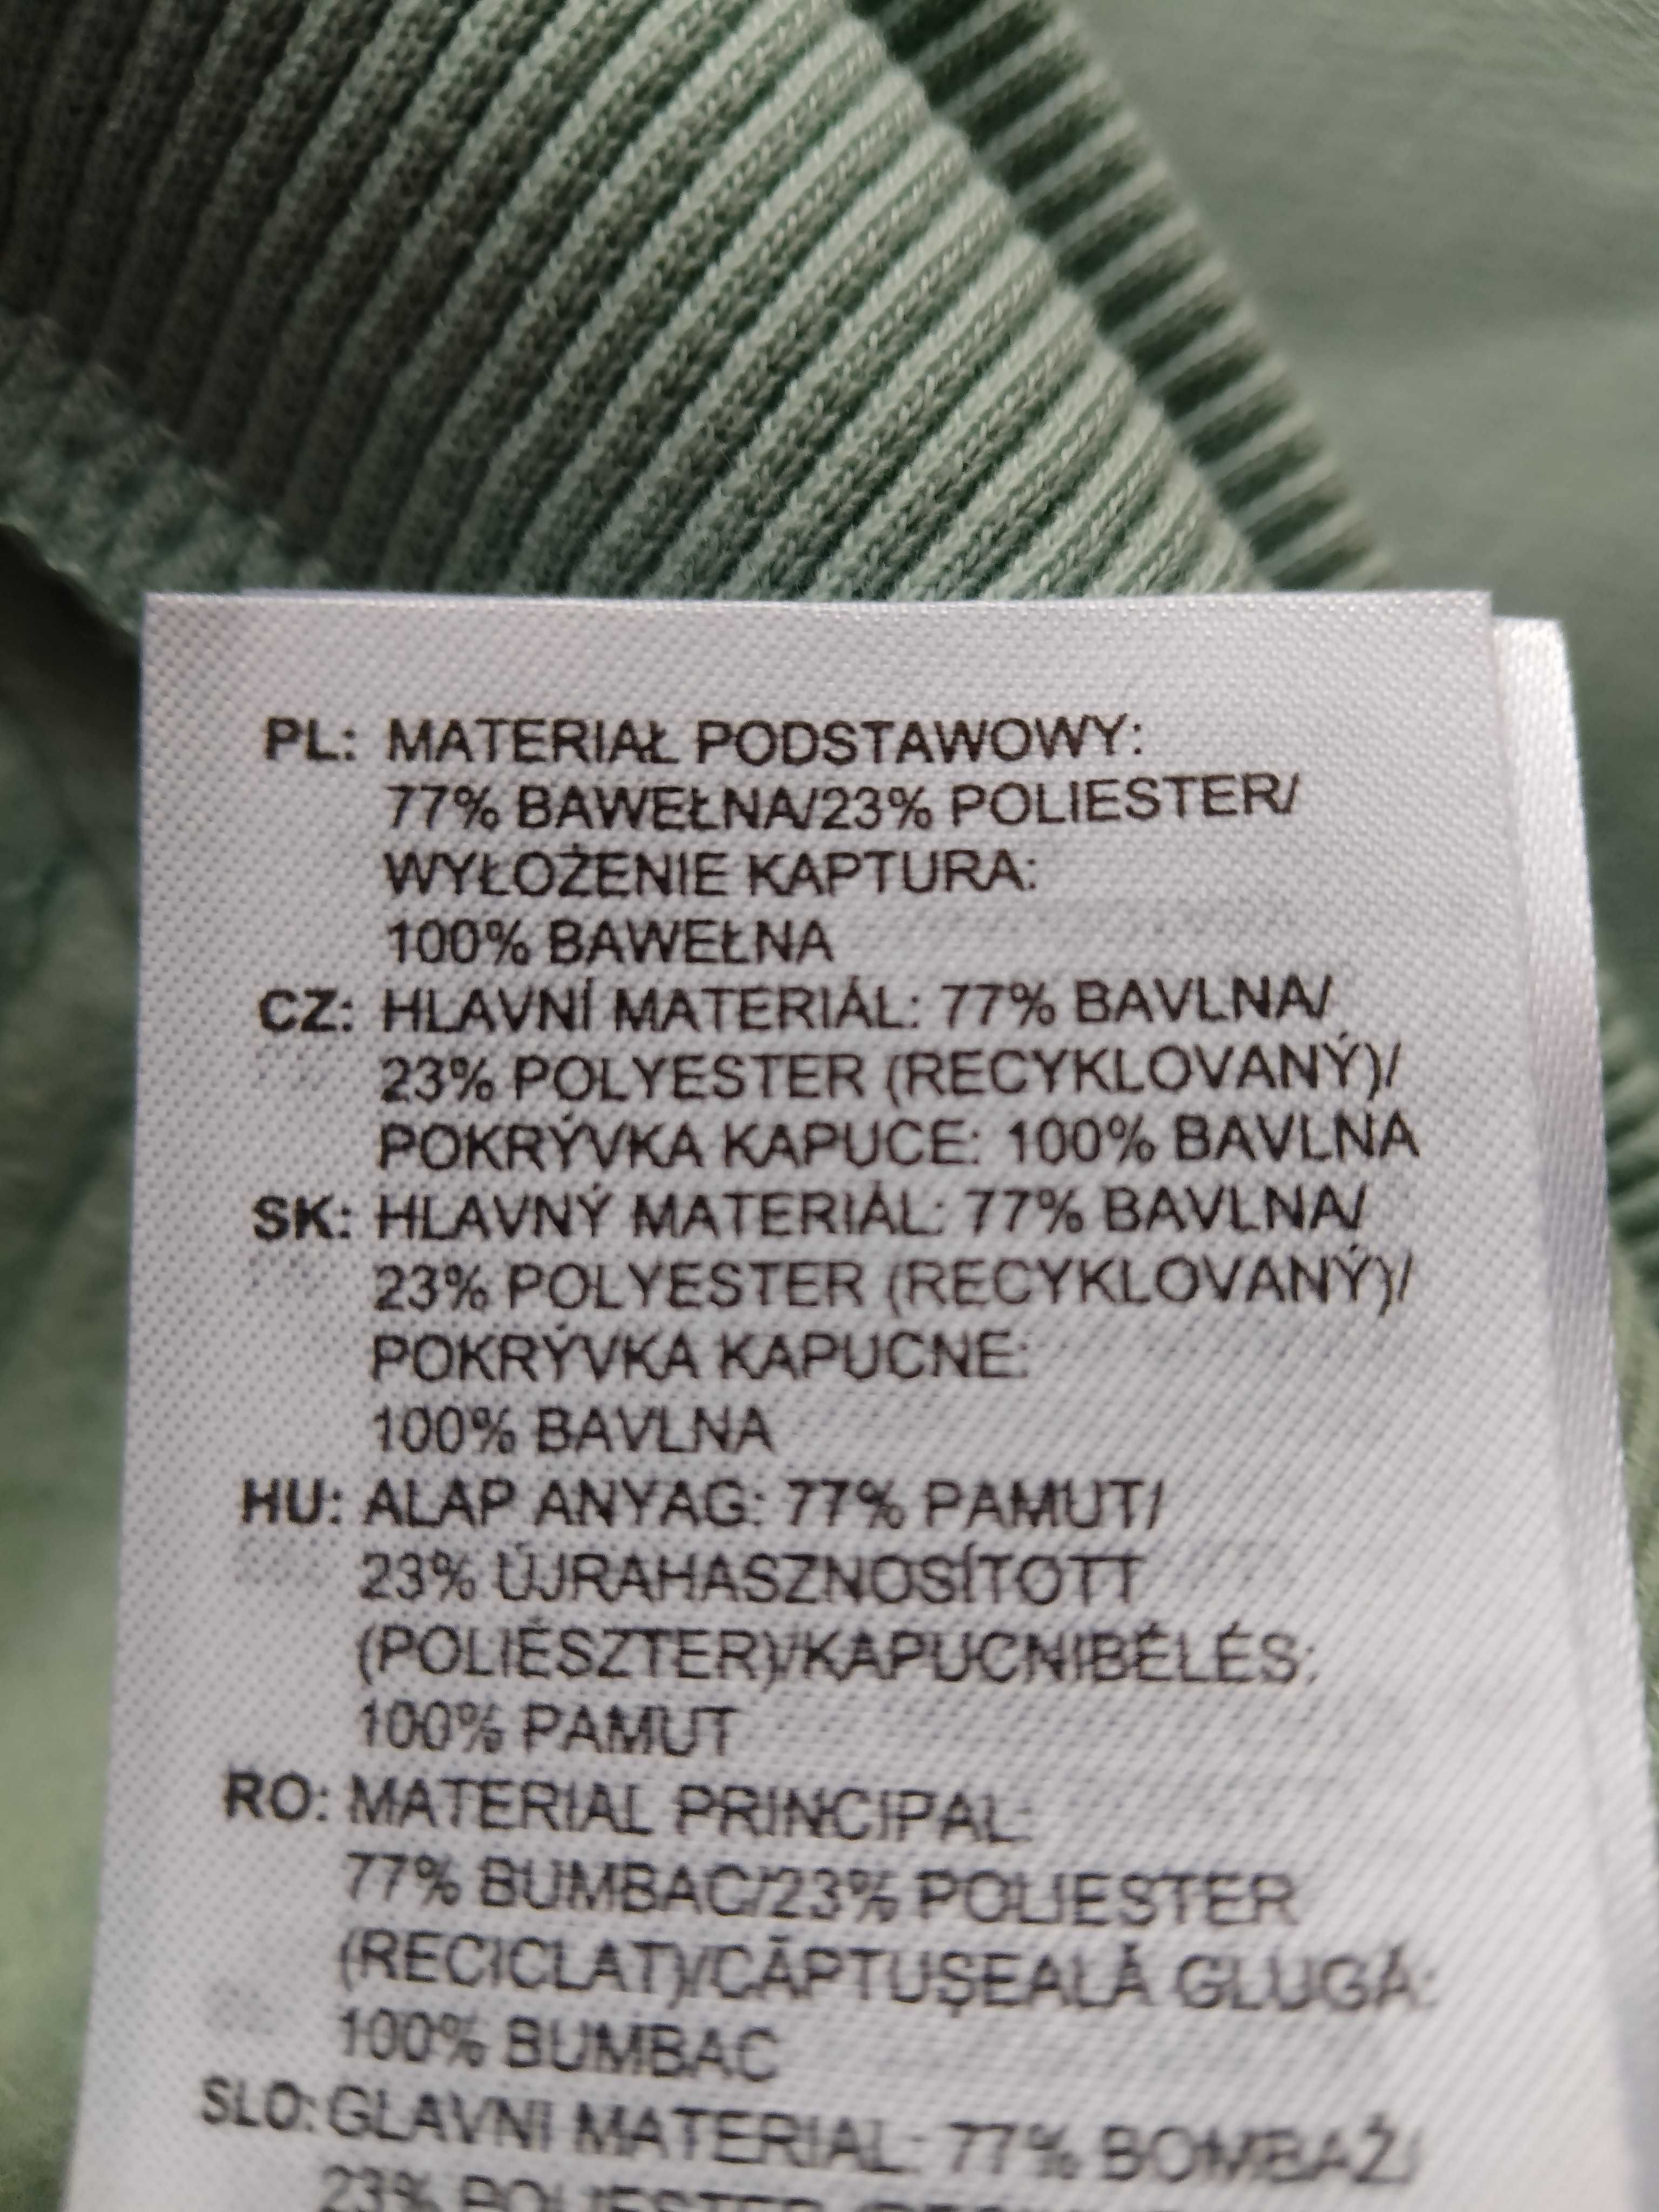 PL: MATERIAŁ PODSTAWOWY:
77% BAWEŁNA/23% POLIESTER/
WYŁOŻENIE KAPTURA:
100% BAWEŁNA
CZ: HLAVNÍ MATERIÁL: 77% BAVLNA/
23% POLYESTER (RECYKLOVANÝ)/
POKRÝVKA KAPUCE: 100% BAVLNA
SK: HLAVNÝ MATERIÁL: 77% BAVLNA/
23% POLYESTER (RECYKLOVANÝ)/
POKRÝVKA KAPUCNE:
100% BAVLNA
HU: ALAP ANYAG: 77% PAMUT/
23% ÚJRAHASZNOSÍTOTT
(POLIÉSZTER)/KAPUCNIBÉLÉS:
100% PAMUT
RO: MATERIAL PRINCIPAL:
77% BUMBAC/23% POLIESTER
(RECICLAT)/CĂPTUȘEALĂ GLUGĂ:
100% BUMBAC
SLO: GLAVNI MATERIAL: 77% BOMBAŽ/
23% POLIESTER